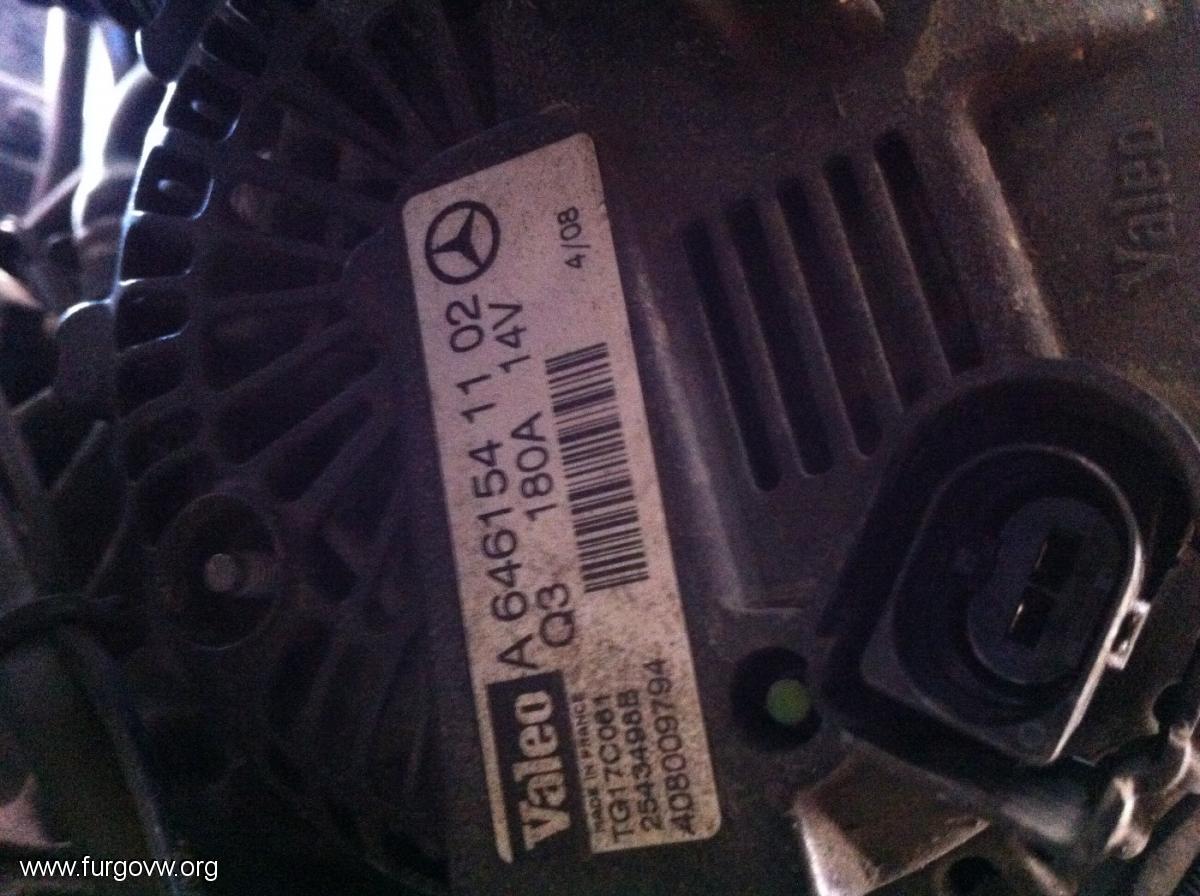 Valeo
A 646154 11 02
Q3 180A 14V
4/08
MADE IN FRANCE
TG17C061
2543498B
408009794
Valeo
www.furgovw.org